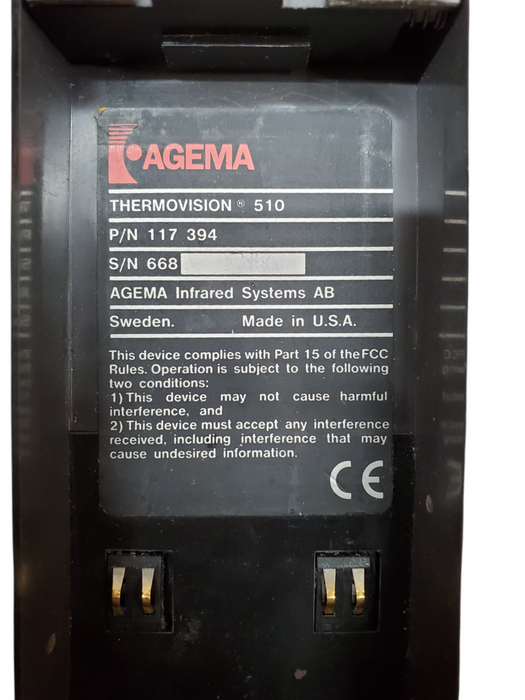 AGEMA
THERMOVISION ® 510
P/N 117 394
S/N 668
AGEMA Infrared Systems AB
Sweden. Made in U.S.A.
This device complies with Part 15 of the FCC
Rules. Operation is subject to the following
two conditions:
1) This device may not cause harmful
interference, and
2) This device must accept any interference
received, including interference that may
cause undesired information.
CE